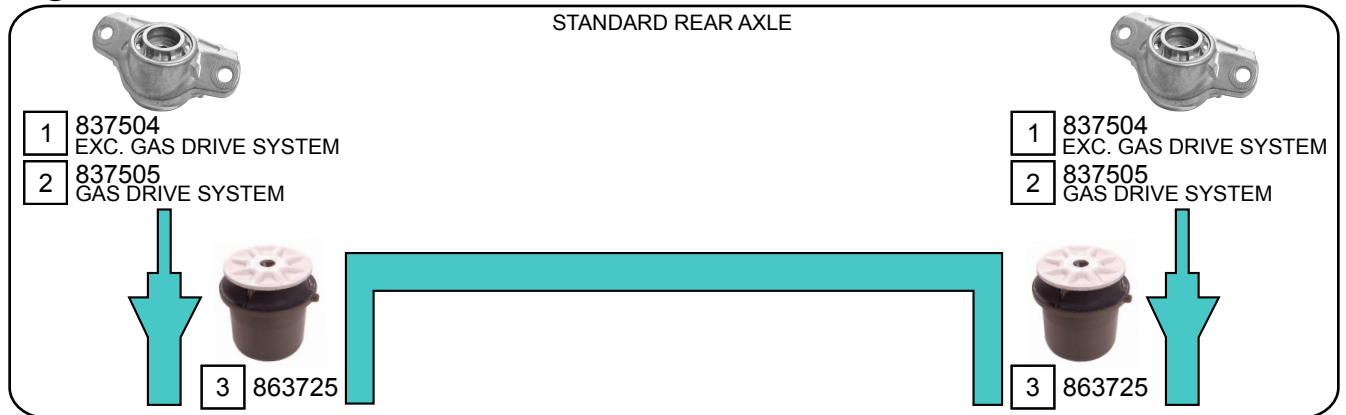 STANDARD REAR AXLE
1 837504
EXC. GAS DRIVE SYSTEM
2 837505
GAS DRIVE SYSTEM
3 863725
1 837504
EXC. GAS DRIVE SYSTEM
2 837505
GAS DRIVE SYSTEM
3 863725